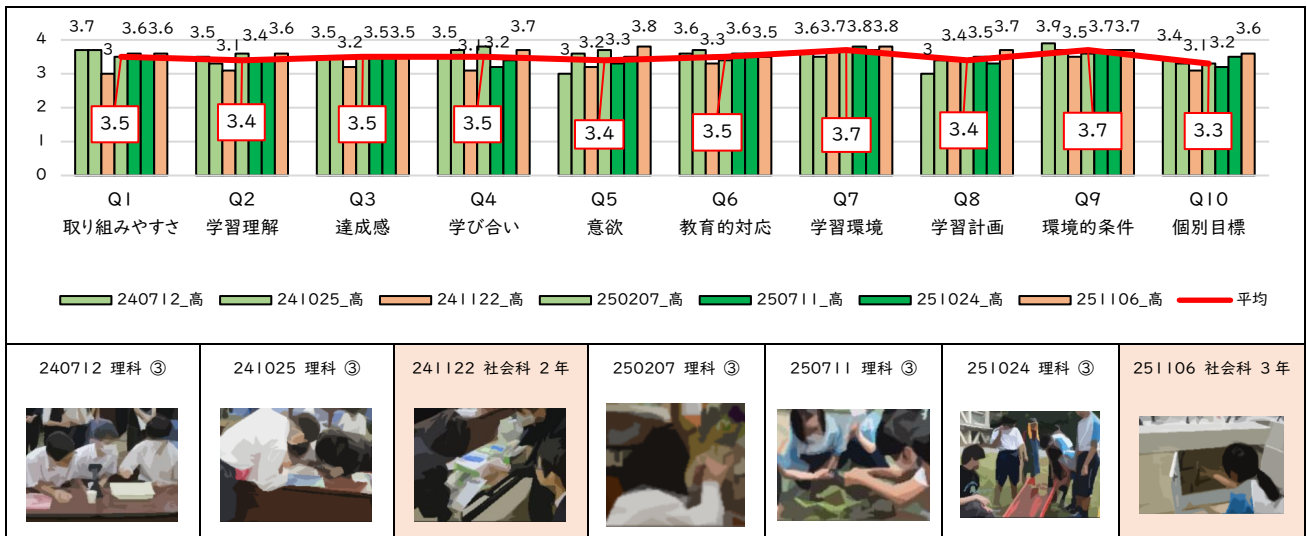 3.7 3 3.6 3.6
3.5 3.1 3.4 3.6
3.5 3.2 3.5 3.5
3.5 3.1 3.2 3.7
3 3.2 3.3 3.8
3.6 3.3 3.6 3.5
3.6 3.7 3.8 3.8
3 3.4 3.5 3.7
3.9 3.5 3.7 3.7
3.4 3.1 3.2 3.6
4
3
2
1
0
3.5 3.4 3.5 3.5 3.4 3.5 3.7 3.4 3.7 3.3
Q1 Q2 Q3 Q4 Q5 Q6 Q7 Q8 Q9 Q10
取り組みやすさ 学習理解 達成感 学び合い 意欲 教育的対応 学習環境 学習計画 環境的条件 個別目標
240712_高 241025_高 241122_高 250207_高 250711_高 251024_高 251106_高 平均
240712 理科 ③
241025 理科 ③
241122 社会科 2年
250207 理科 ③
250711 理科 ③
251024 理科 ③
251106 社会科 3年